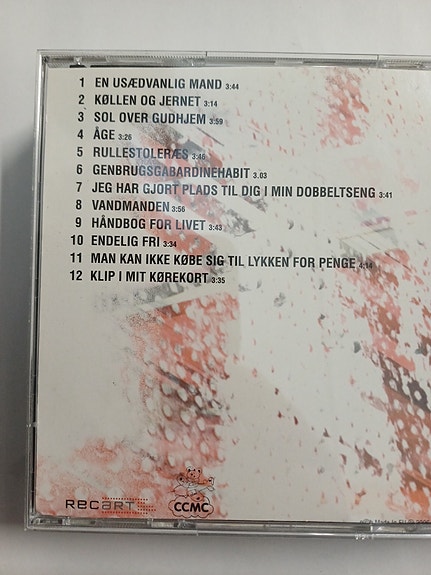 1 EN USÆDVANLIG MAND 3:44
2 KØLLEN OG JERNET 3:14
3 SOL OVER GUDHJEM 3:59
4 ÅGE 3:26
5 RULLESTOLERÆS 3:46
6 GENBRUGSGABARDINEHABIT 3.03
7 JEG HAR GJORT PLADS TIL DIG I MIN DOBBELTSENG 3:41
8 VANDMANDEN 3:56
9 HÅNDBOG FOR LIVET 3:43
10 ENDELIG FRI 3:34
11 MAN KAN IKKE KØBE SIG TIL LYKKEN FOR PENGE 4:14
12 KLIP I MIT KØREKORT 3:35
RECART
CCMC
Made in EU